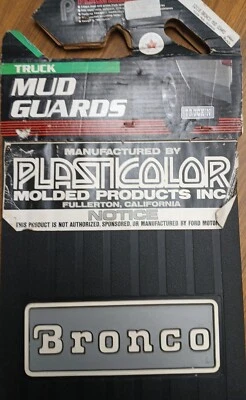 TRUCK
MUD
GUARDS
MANUFACTURED BY
PLASTICOLOR
MOLDED PRODUCTS INC.
FULLERTON, CALIFORNIA
NOTICE
THIS PRODUCT IS NOT AUTHORIZED, SPONSORED, OR MANUFACTURED BY FORD MOTOR
Bronco